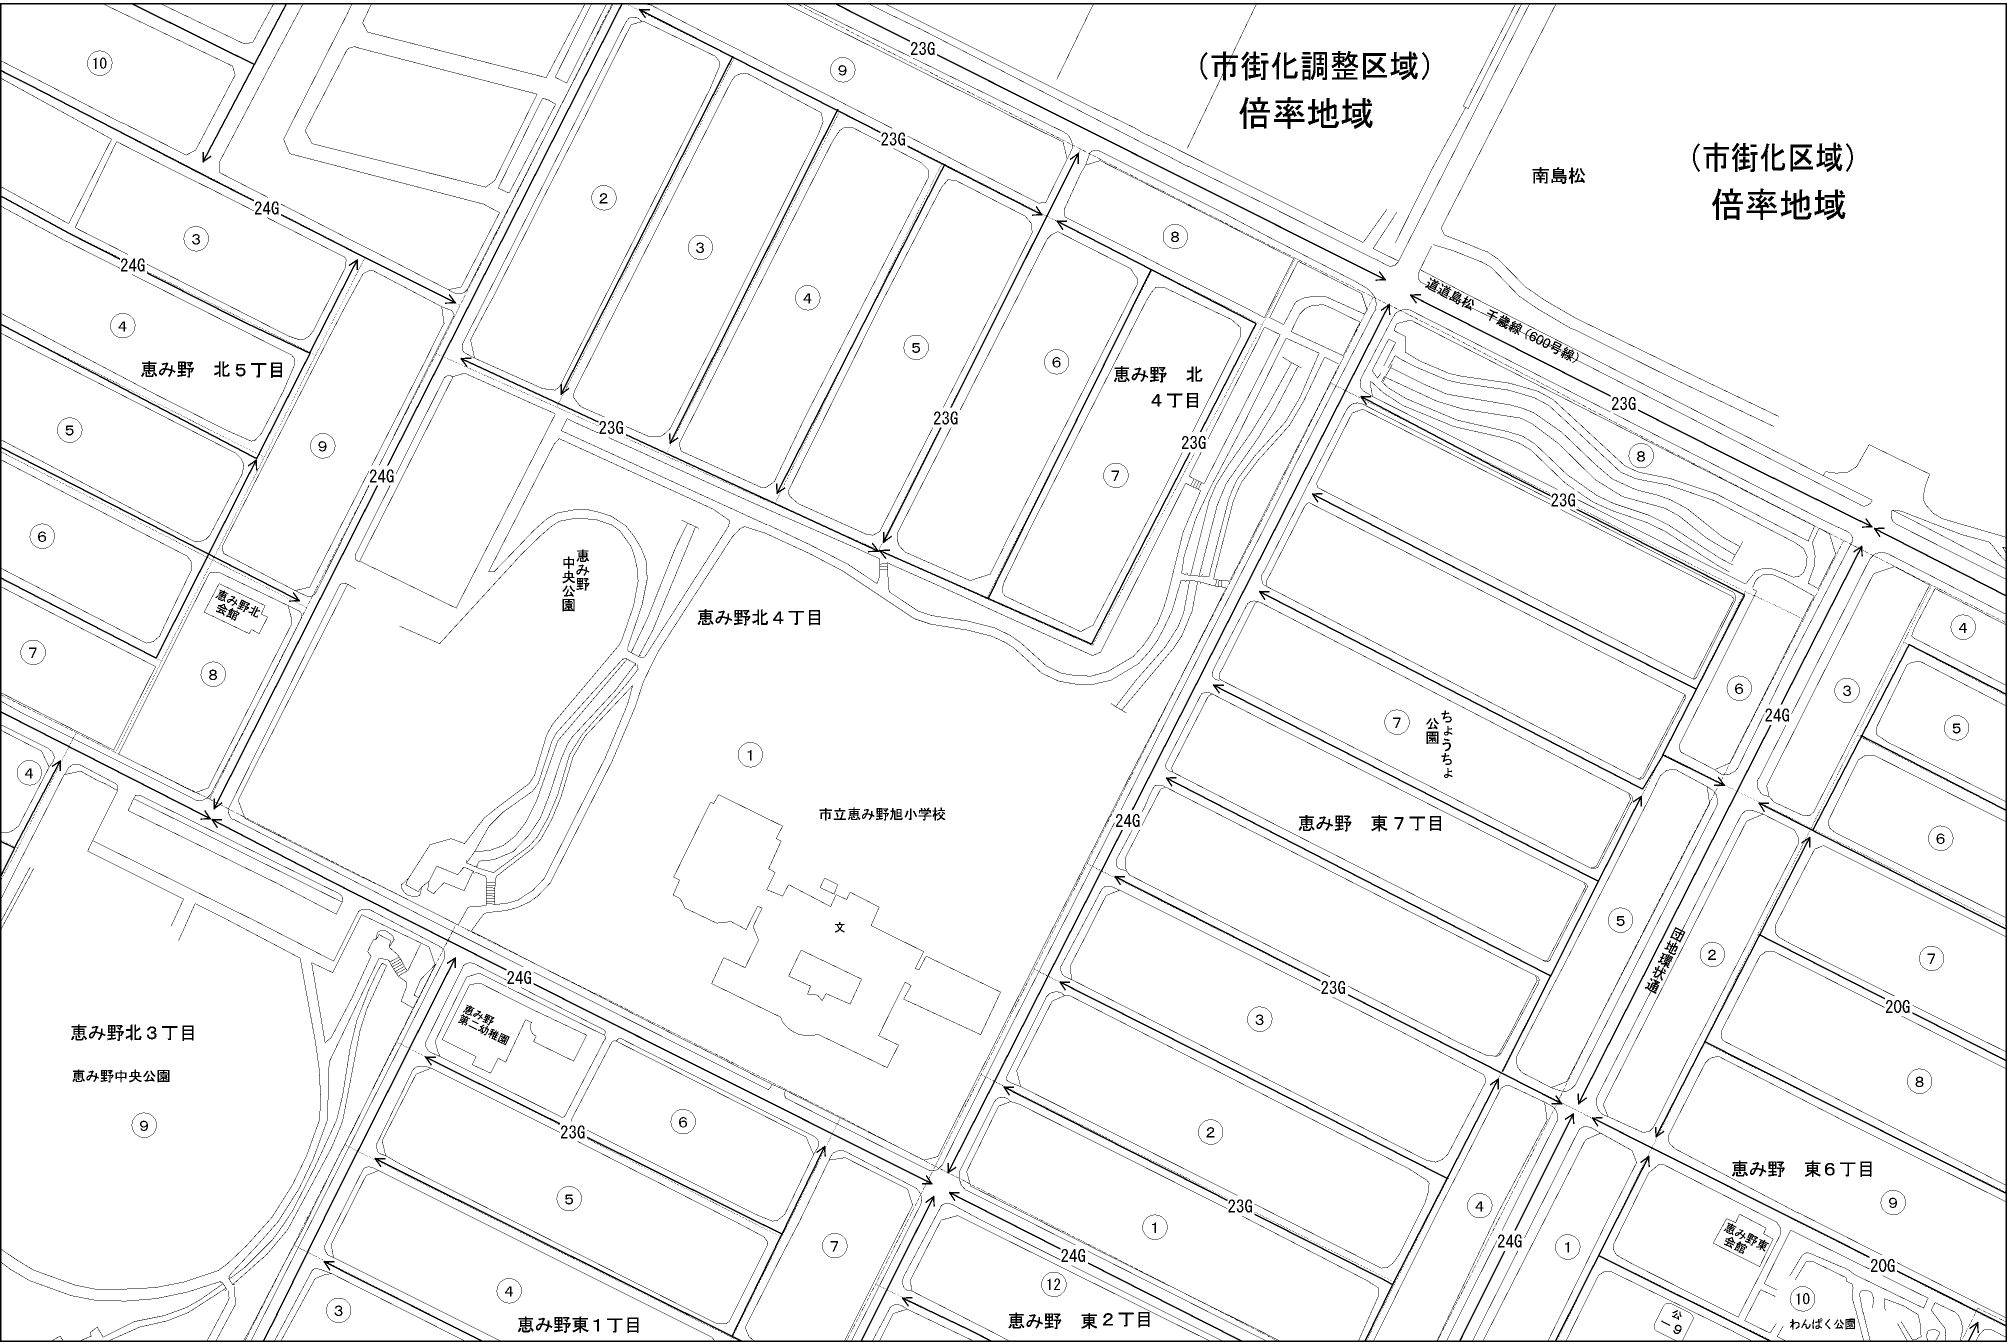 23G
(市街化調整区域)
倍率地域
(市街化区域)
倍率地域
南島松
⑩
⑨
23G
②
③
④
⑤
⑥
⑦
⑧
恵み野 北
4丁目
23G
23G
23G
24G
③
24G
④
恵み野 北5丁目
⑤
⑨
24G
⑥
恵み野北
会館
⑦
⑧
④
道道島松 千歳線(600号線)
23G
⑧
23G
恵み野
中央公園
恵み野北4丁目
①
市立恵み野旭小学校
文
24G
⑦
ちょうちょ
公園
恵み野 東7丁目
⑥
24G
③
④
⑤
⑥
⑤
団地環状通
②
⑦
20G
⑧
23G
③
②
恵み野北3丁目
恵み野中央公園
⑨
24G
恵み野
第二幼稚園
23G
⑥
⑤
④
③
恵み野東1丁目
⑦
①
23G
24G
⑫
恵み野 東2丁目
④
24G
①
恵み野 東6丁目
⑨
恵み野東
会館
20G
⑩
わんぱく公園
公
-9